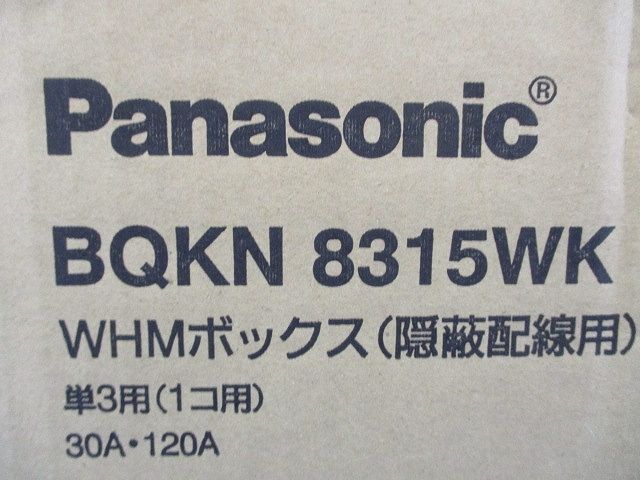 Panasonic®
BQKN 8315WK
WHMボックス(隠蔽配線用)
単3用(1コ用)
30A・120A